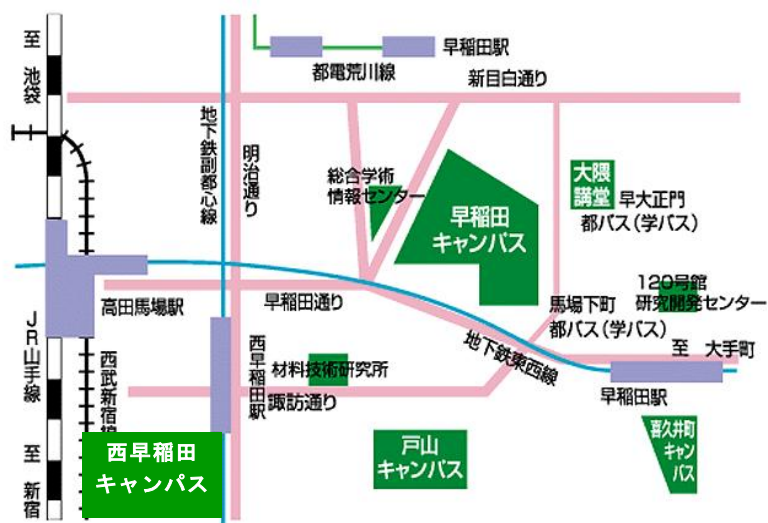 至
池袋
早稲田駅
都電荒川線
新目白通り
地下鉄副都心線
明治通り
総合学術
情報センター
早稲田
キャンパス
大隈
講堂
早大正門
都バス(学バス)
高田馬場駅
早稲田通り
120号館
研究開発センター
馬場下町
都バス(学バス)
JR山手線
西武新宿線
西早稲田駅
材料技術研究所
諏訪通り
地下鉄東西線
至 大手町
早稲田駅
西早稲田
キャンパス
戸山
キャンパス
喜久井町
キャン
パス
至
新宿